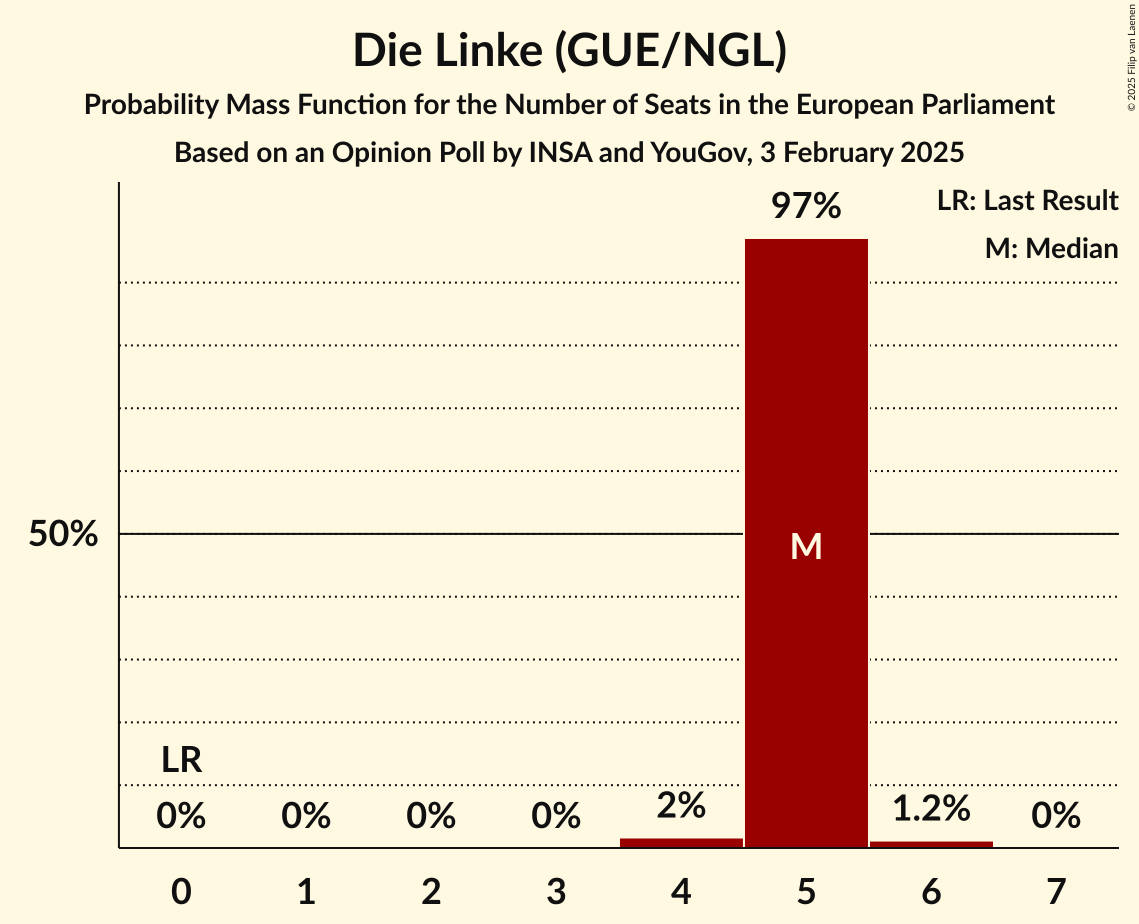 Die Linke (GUE/NGL)
Probability Mass Function for the Number of Seats in the European Parliament
Based on an Opinion Poll by INSA and YouGov, 3 February 2025
© 2025 Filip van Laenen
LR: Last Result
M: Median
97%
50%
M
LR
0%
0%
0%
0%
2%
1.2%
0%
0
1
2
3
4
5
6
7